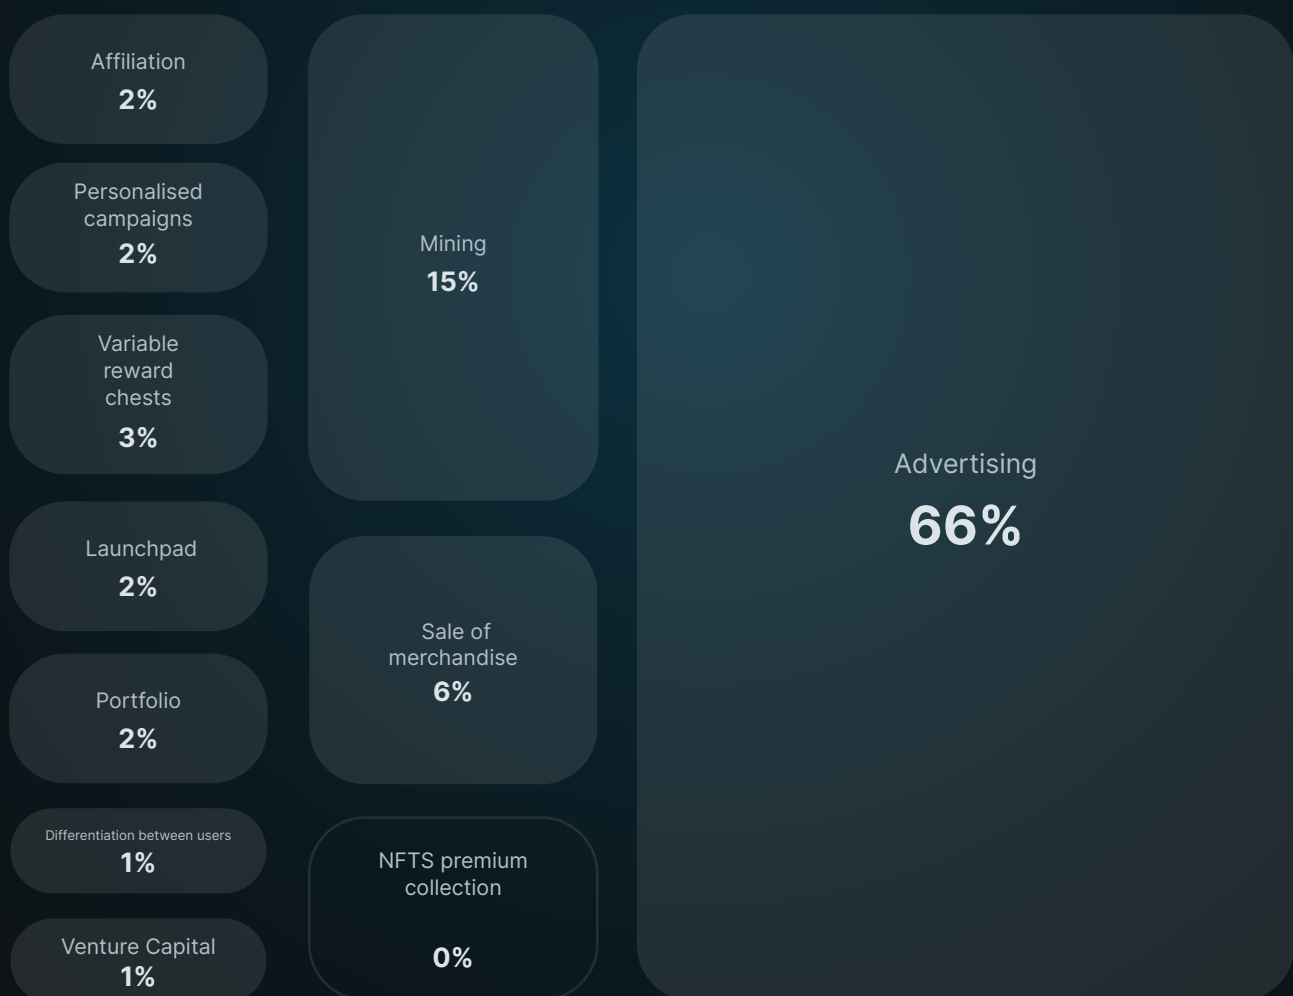 Affiliation
2%
Personalised
campaigns
2%
Variable
reward
chests
3%
Launchpad
2%
Portfolio
2%
Differentiation between users
1%
Venture Capital
1%
Mining
15%
Sale of
merchandise
6%
NFTS premium
collection
0%
Advertising
66%